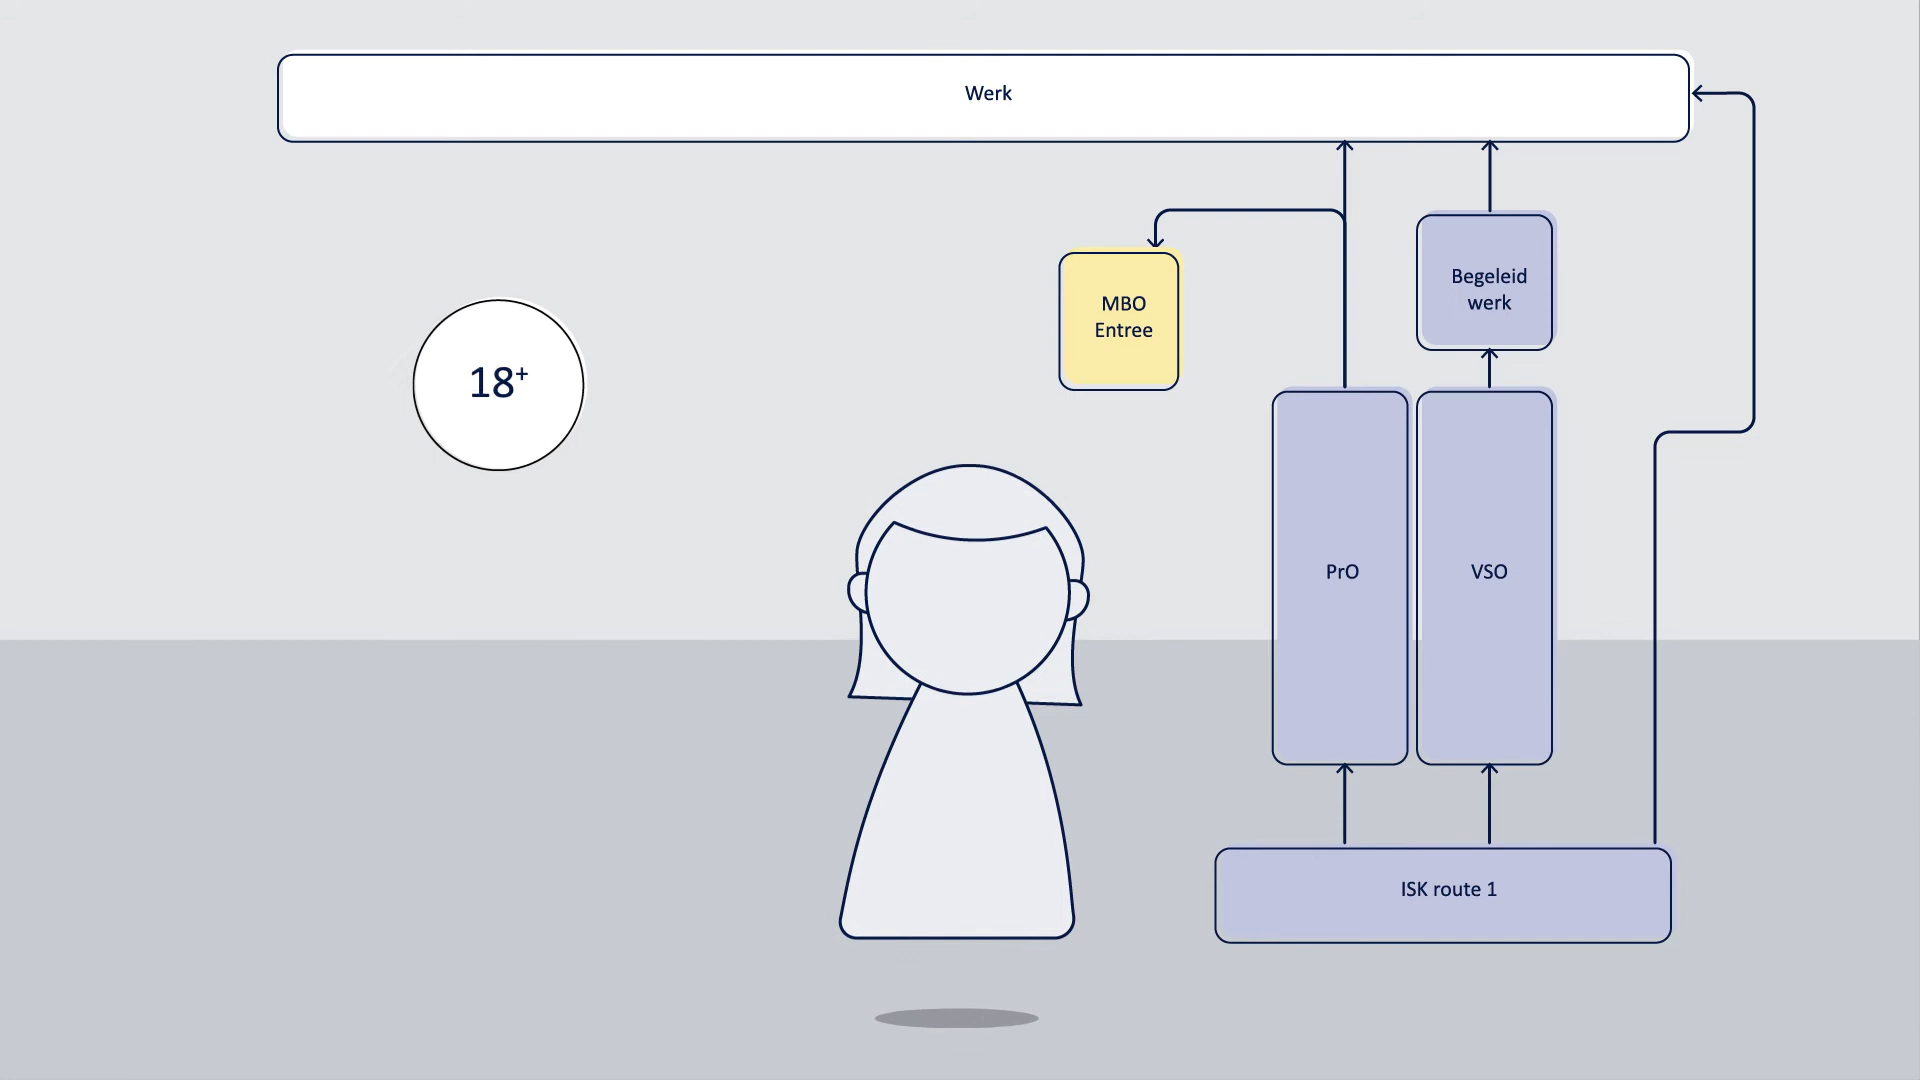 Werk
Begeleid
werk
MBO
Entree
18⁺
PrO
VSO
ISK route 1